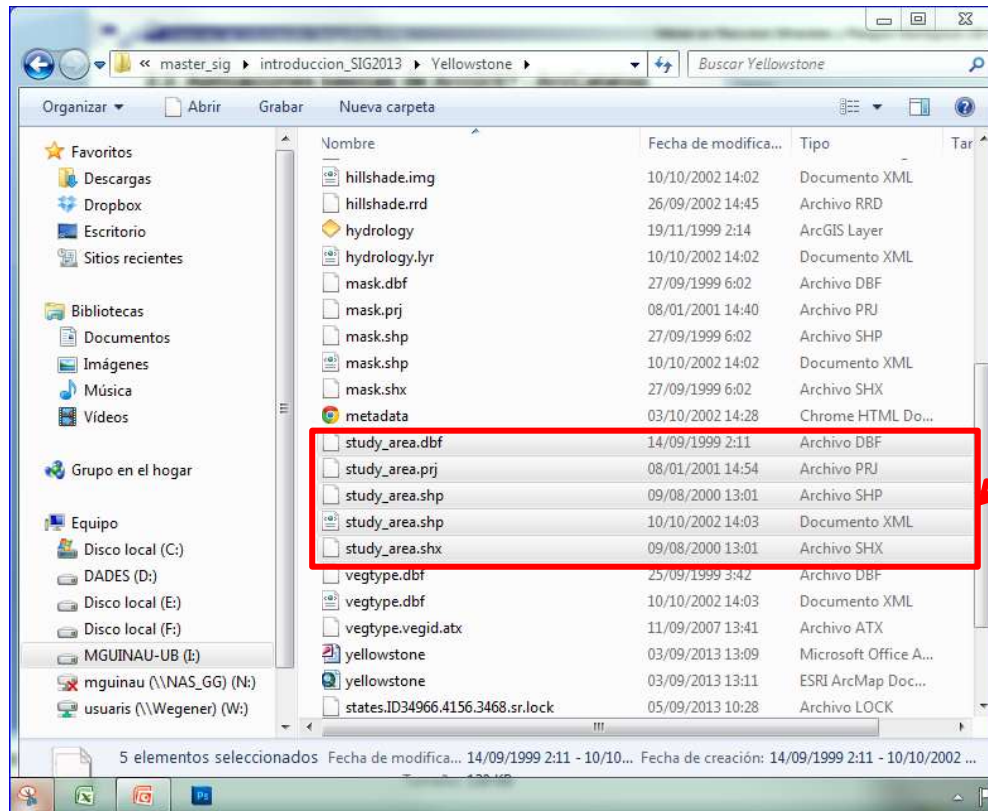 « master_sig ▸ introduccion_SIG2013 ▸ Yellowstone ▸
Buscar Yellowstone
Organizar Abrir Grabar Nueva carpeta
Favoritos
Descargas
Dropbox
Escritorio
Sitios recientes
Bibliotecas
Documentos
Imágenes
Música
Vídeos
Grupo en el hogar
Equipo
Disco local (C:)
DADES (D:)
Disco local (E:)
Disco local (F:)
MGUINAU-UB (I:)
mguinau (\\NAS_GG) (N:)
usuaris (\\Wegener) (W:)
Nombre Fecha de modifica... Tipo Tar
hillshade.img 10/10/2002 14:02 Documento XML
hillshade.rrd 26/09/2002 14:45 Archivo RRD
hydrology 19/11/1999 2:14 ArcGIS Layer
hydrology.lyr 10/10/2002 14:02 Documento XML
mask.dbf 27/09/1999 6:02 Archivo DBF
mask.prj 08/01/2001 14:40 Archivo PRJ
mask.shp 27/09/1999 6:02 Archivo SHP
mask.shp 10/10/2002 14:02 Documento XML
mask.shx 27/09/1999 6:02 Archivo SHX
metadata 03/10/2002 14:28 Chrome HTML Do...
study_area.dbf 14/09/1999 2:11 Archivo DBF
study_area.prj 08/01/2001 14:54 Archivo PRJ
study_area.shp 09/08/2000 13:01 Archivo SHP
study_area.shp 10/10/2002 14:03 Documento XML
study_area.shx 09/08/2000 13:01 Archivo SHX
vegtype.dbf 25/09/1999 3:42 Archivo DBF
vegtype.dbf 10/10/2002 14:03 Documento XML
vegtype.vegid.atx 11/09/2007 13:41 Archivo ATX
yellowstone 03/09/2013 13:09 Microsoft Office A...
yellowstone 03/09/2013 13:11 ESRI ArcMap Doc...
states.ID34966.4156.3468.sr.lock 05/09/2013 10:28 Archivo LOCK
5 elementos seleccionados Fecha de modifica... 14/09/1999 2:11 - 10/10... Fecha de creación: 14/09/1999 2:11 - 10/10/2002 ...
Ps